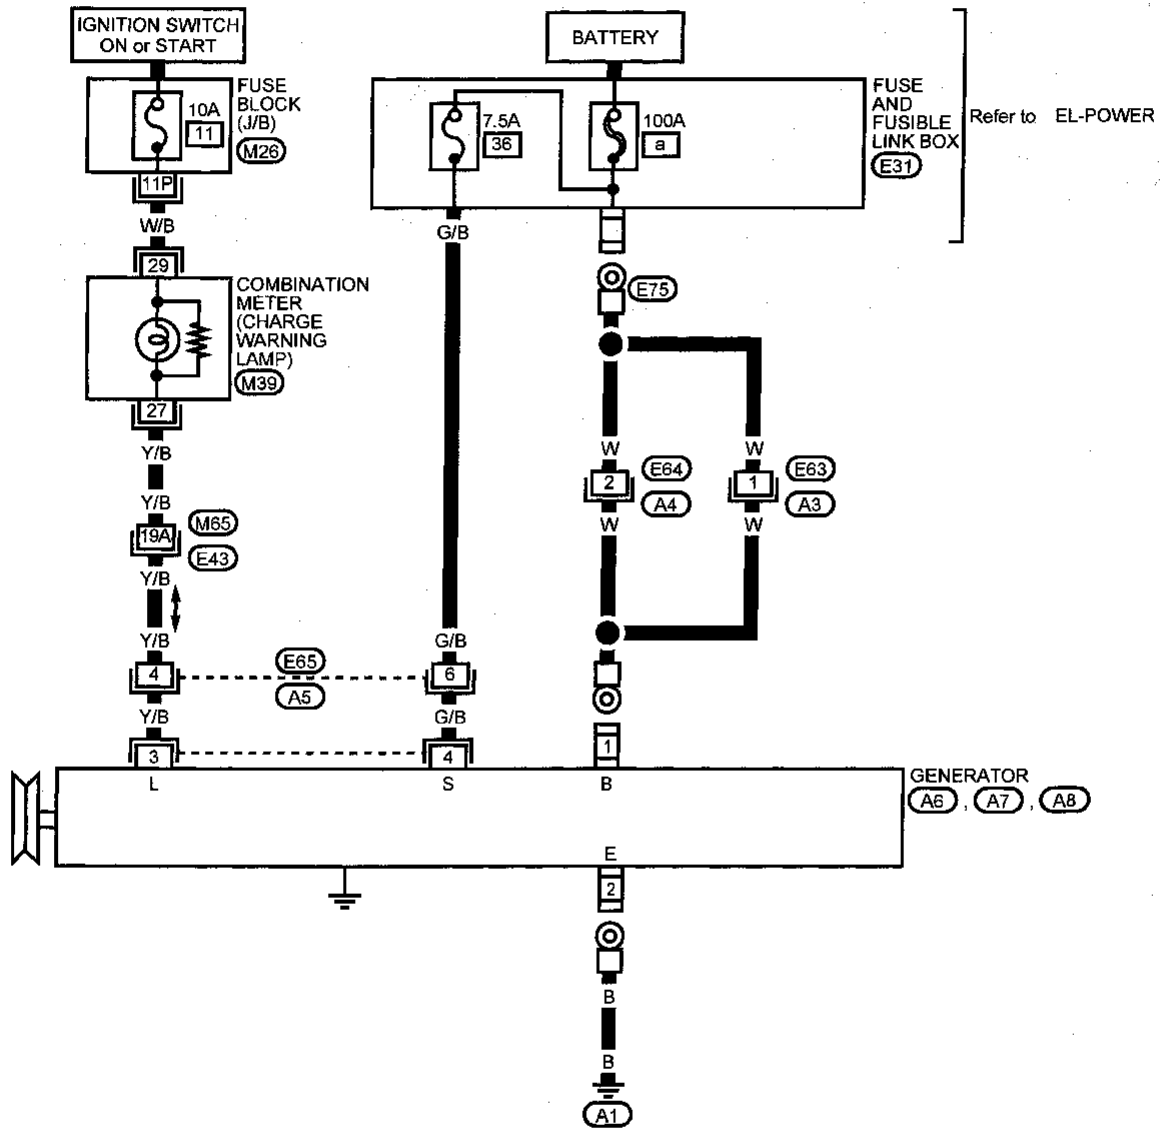 IGNITION SWITCH
ON or START
BATTERY
FUSE
BLOCK
(J/B)
M26
10A
11
7.5A
36
100A
a
FUSE
AND
FUSIBLE
LINK BOX
E31
Refer to EL-POWER
11P
W/B
G/B
29
E75
COMBINATION
METER
(CHARGE
WARNING
LAMP)
M39
27
Y/B
W
W
2
E64
A4
1
E63
A3
Y/B
W
W
19A
M65
E43
Y/B
Y/B
G/B
4
E65
A5
6
Y/B
G/B
3
4
1
L
S
B
GENERATOR
A6 , A7 , A8
E
2
B
B
A1